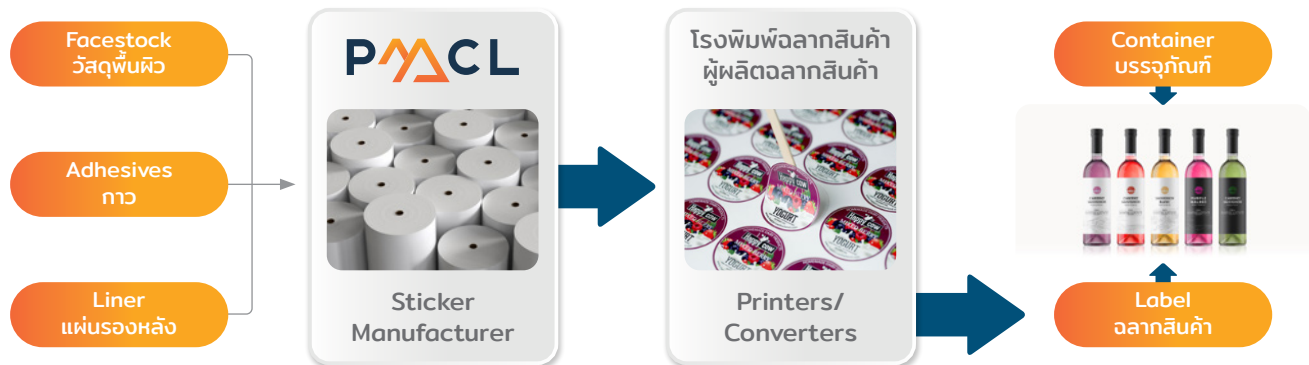 Facestock
วัสดุพื้นผิว
Adhesives
กาว
Liner
แผ่นรองหลัง
PMCL
Sticker
Manufacturer
โรงพิมพ์ฉลากสินค้า
ผู้ผลิตฉลากสินค้า
Happy COW
YOGURT
Printers/
Converters
Container
บรรจุภัณฑ์
Label
ฉลากสินค้า